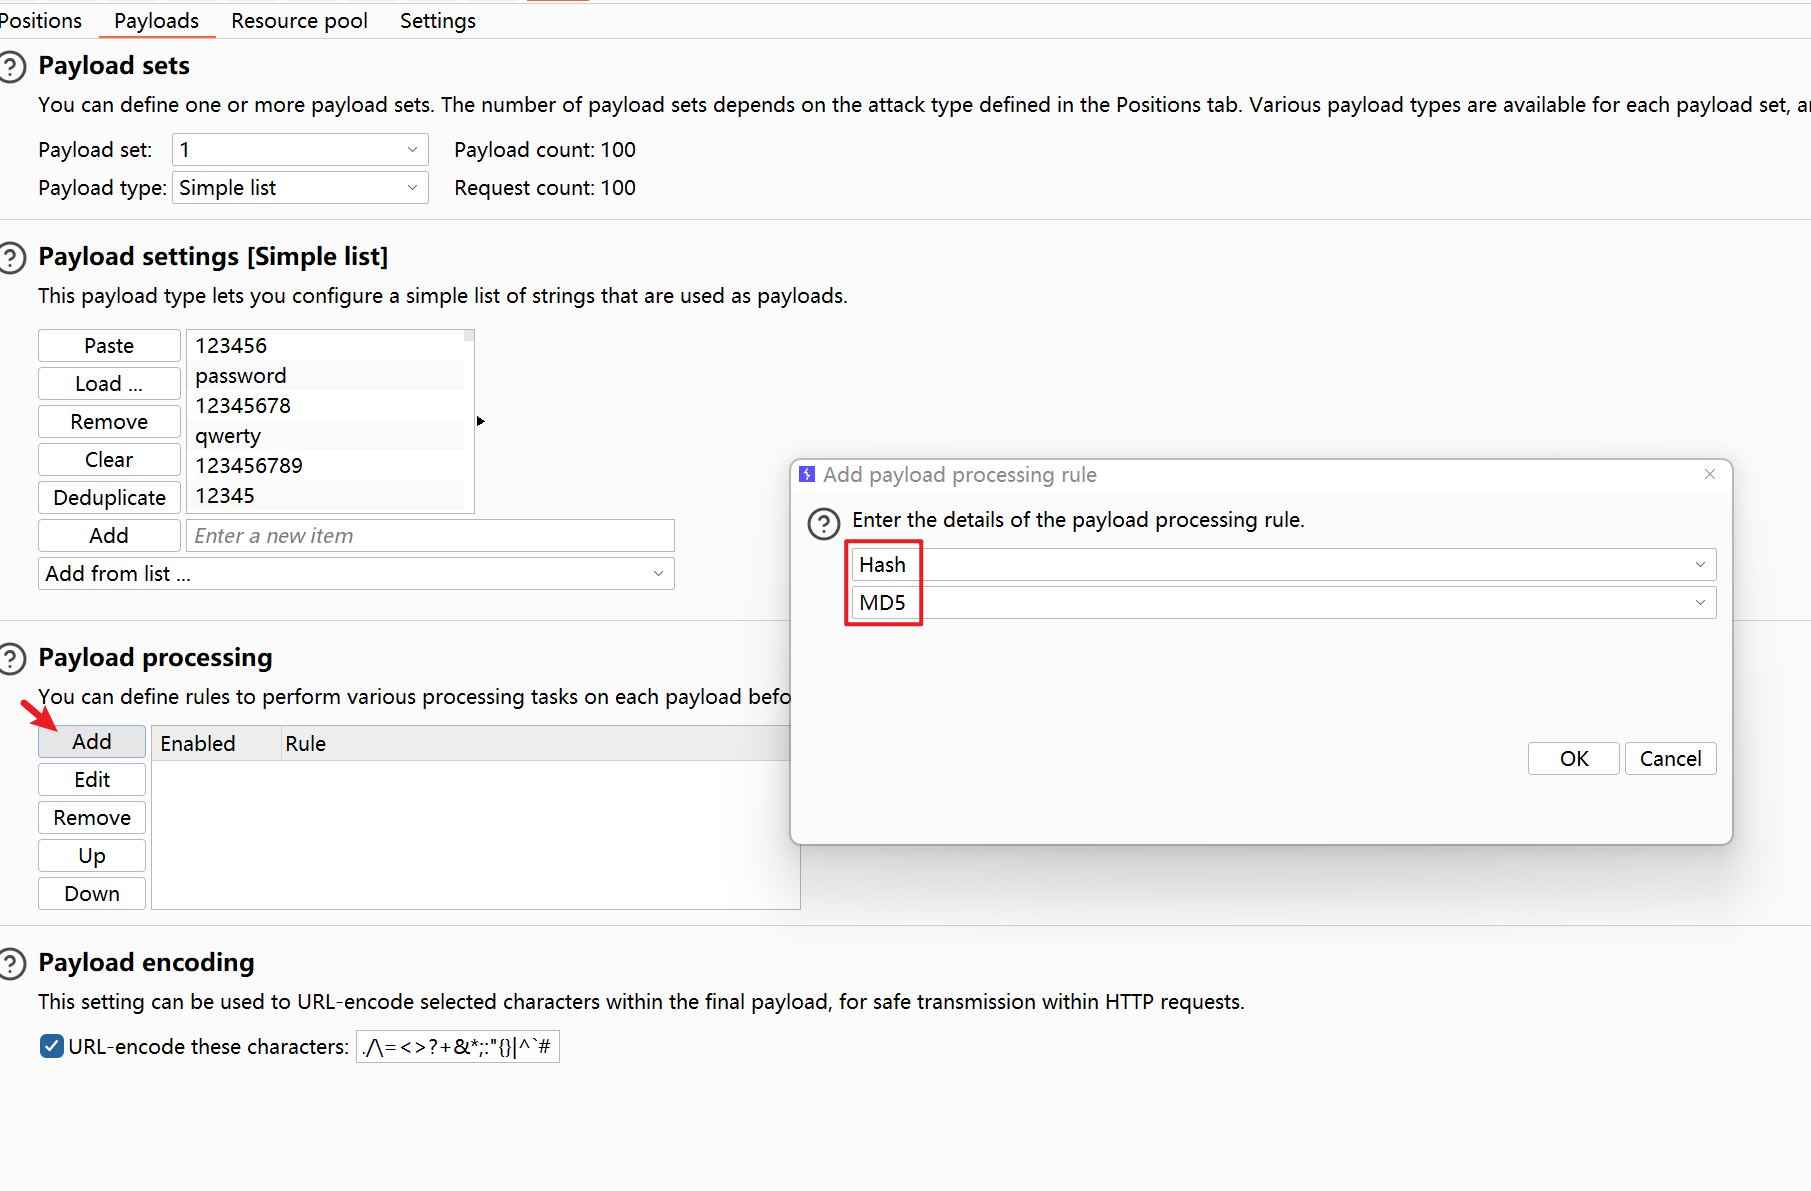 Positions Payloads Resource pool Settings
Payload sets
You can define one or more payload sets. The number of payload sets depends on the attack type defined in the Positions tab. Various payload types are available for each payload set,
Payload set: 1 Payload count: 100
Payload type: Simple list Request count: 100
Payload settings [Simple list]
This payload type lets you configure a simple list of strings that are used as payloads.
Paste
Load ...
Remove
Clear
Deduplicate
Add
123456
password
12345678
qwerty
123456789
12345
Enter a new item
Add from list ...
Add payload processing rule
Enter the details of the payload processing rule.
Hash
MD5
OK Cancel
Payload processing
You can define rules to perform various processing tasks on each payload befo
Add
Edit
Remove
Up
Down
Enabled Rule
Payload encoding
This setting can be used to URL-encode selected characters within the final payload, for safe transmission within HTTP requests.
URL-encode these characters: ./\=<>?+&*;:"{}|^`#